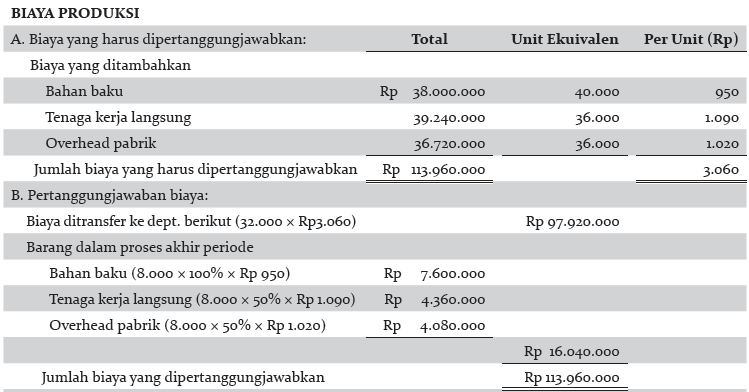 BIAYA PRODUKSI
A. Biaya yang harus dipertanggungjawabkan: Total Unit Ekuivalen Per Unit (Rp)
Biaya yang ditambahkan
Bahan baku Rp 38.000.000 40.000 950
Tenaga kerja langsung 39.240.000 36.000 1.090
Overhead pabrik 36.720.000 36.000 1.020
Jumlah biaya yang harus dipertanggungjawabkan Rp 113.960.000 3.060
B. Pertanggungjawaban biaya:
Biaya ditransfer ke dept. berikut (32.000 × Rp3.060) Rp 97.920.000
Barang dalam proses akhir periode
Bahan baku (8.000 × 100% × Rp 950) Rp 7.600.000
Tenaga kerja langsung (8.000 × 50% × Rp 1.090) Rp 4.360.000
Overhead pabrik (8.000 × 50% × Rp 1.020) Rp 4.080.000
Rp 16.040.000
Jumlah biaya yang dipertanggungjawabkan Rp 113.960.000